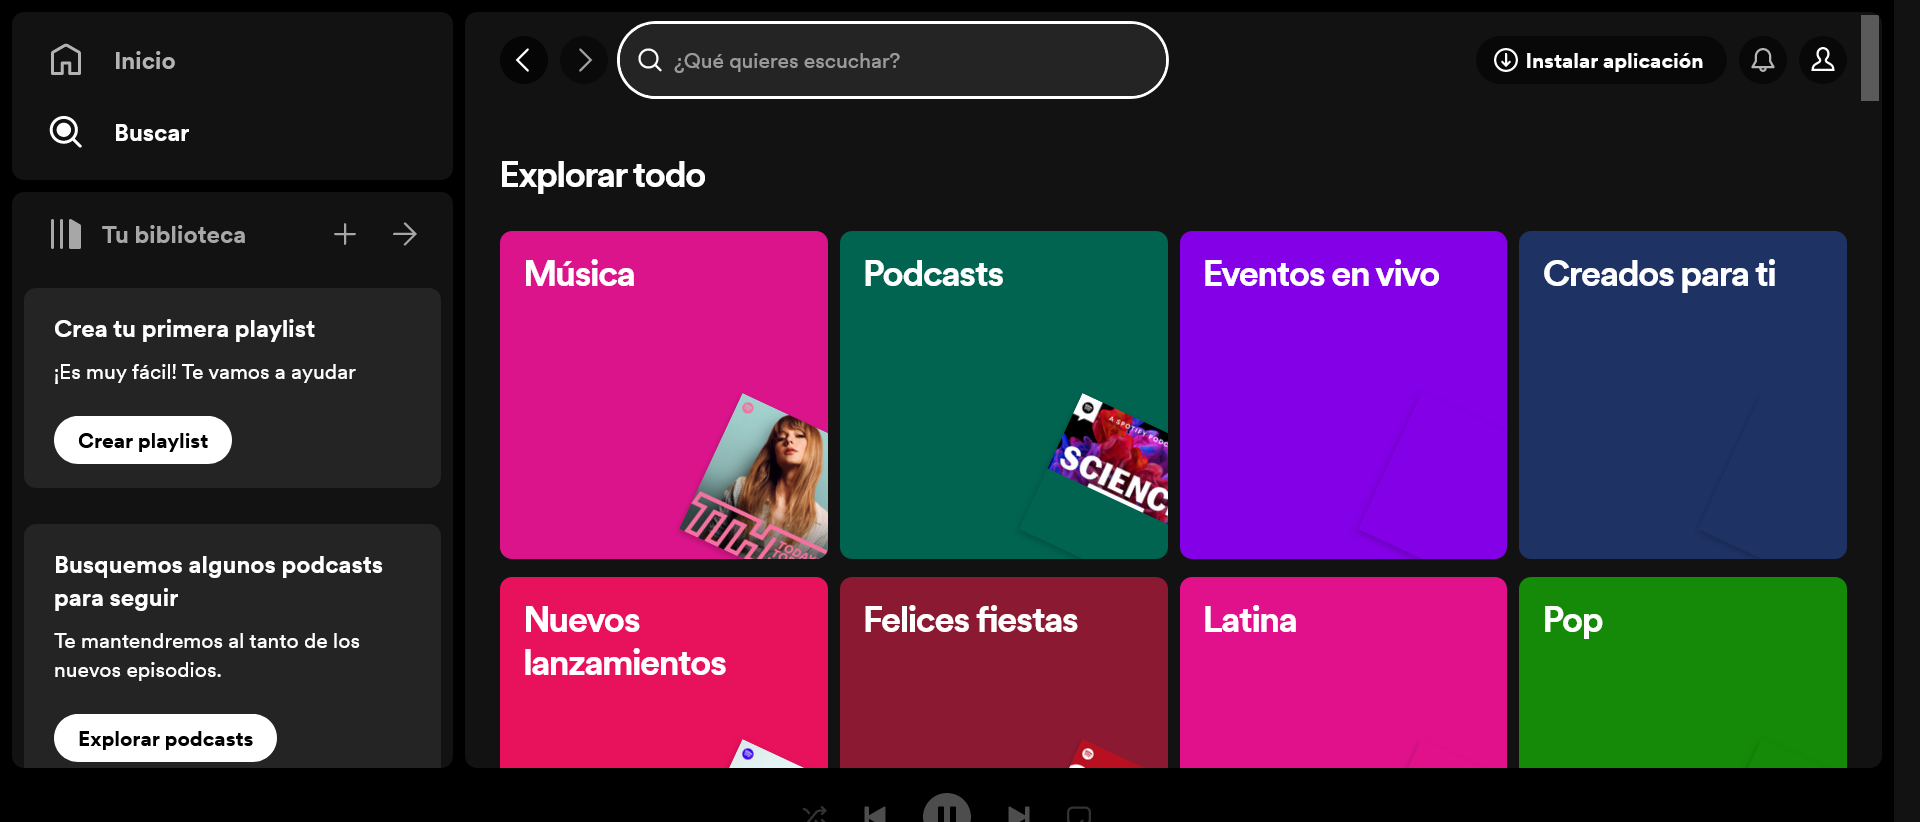 Inicio
Buscar
Tu biblioteca
Crea tu primera playlist
¡Es muy fácil! Te vamos a ayudar
Crear playlist
Busquemos algunos podcasts
para seguir
Te mantendremos al tanto de los
nuevos episodios.
Explorar podcasts
¿Qué quieres escuchar?
Instalar aplicación
Explorar todo
Música
Podcasts
A SPOTIFY
SCIENC
Eventos en vivo
Creados para ti
Nuevos
lanzamientos
Felices fiestas
Latina
Pop